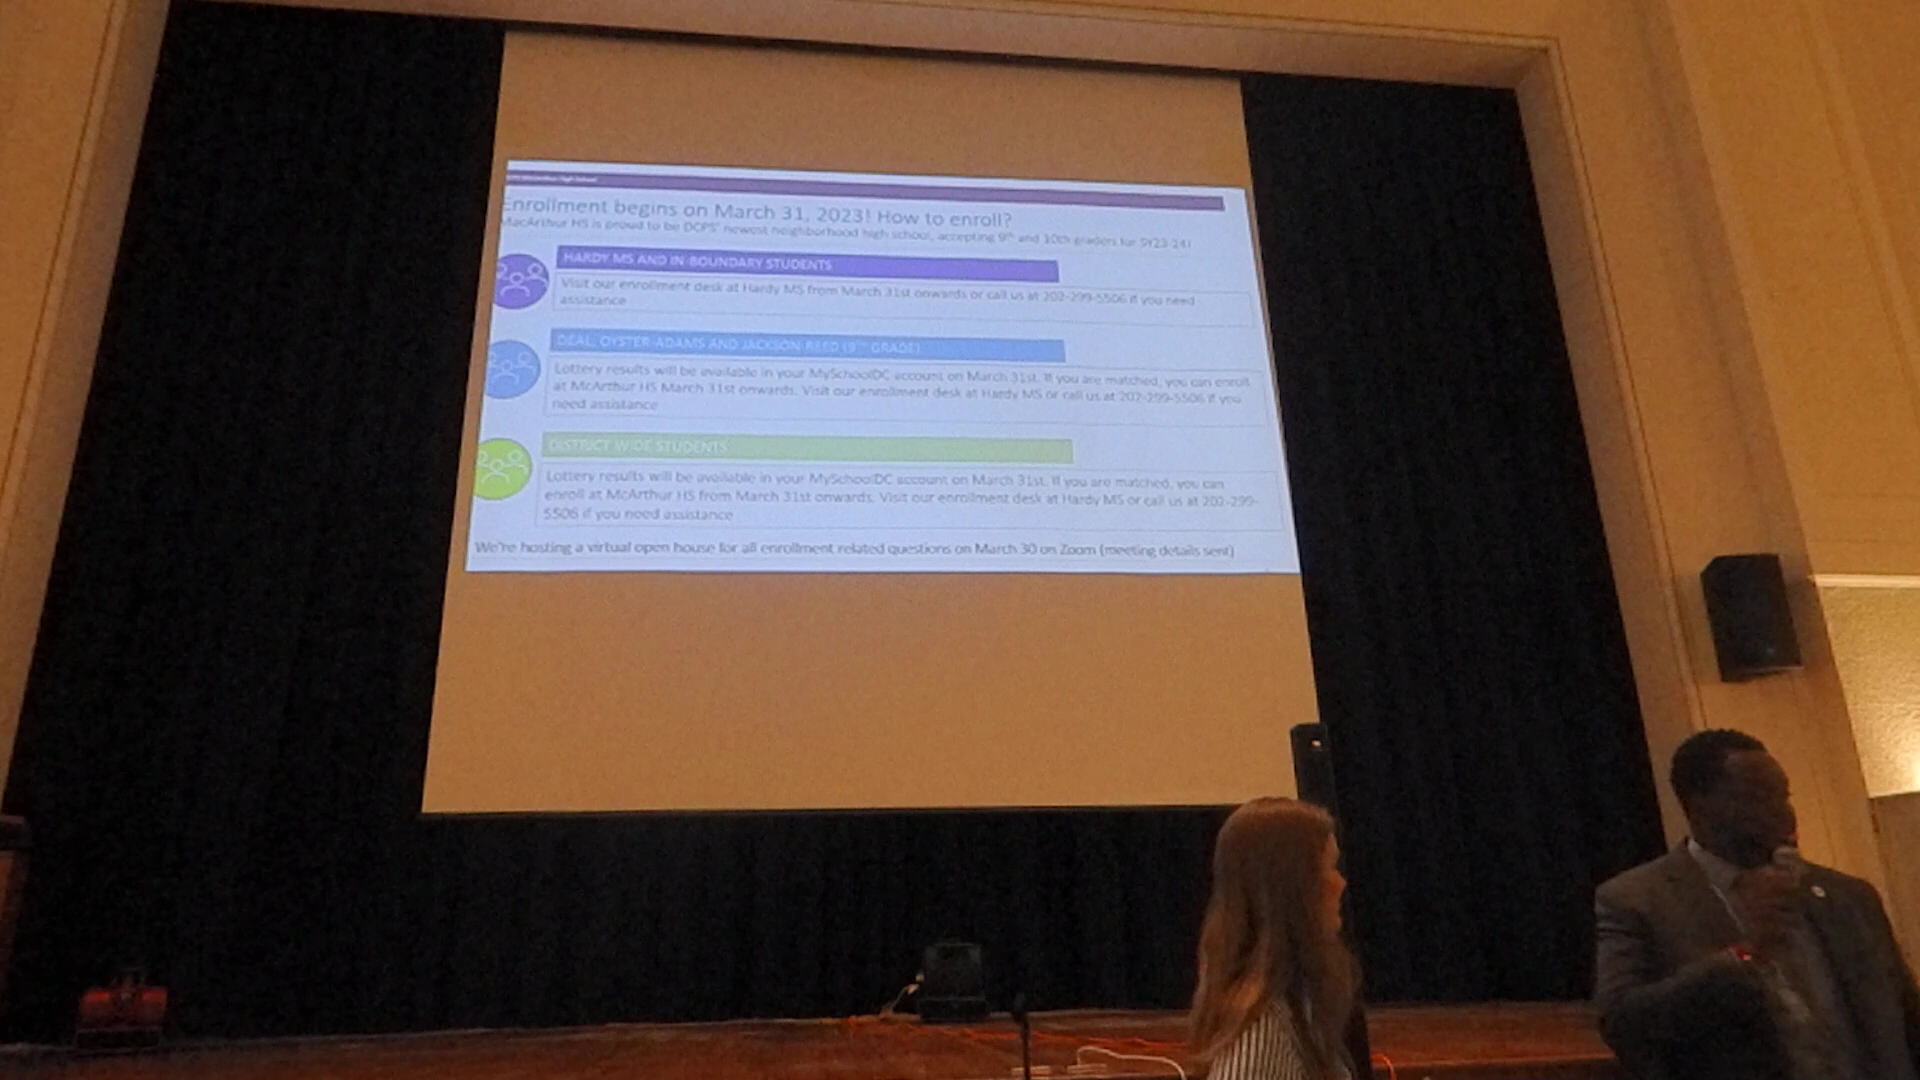 Enrollment begins on March 31, 2023! How to enroll?
MacArthur HS is proud to be DCPS' newest neighborhood high school, accepting 9th and 10th graders for SY23-24!
HARDY MS AND IN-BOUNDARY STUDENTS
Visit our enrollment desk at Hardy MS from March 31st onwards or call us at 202-299-5506 if you need
assistance
DEAL, OYSTER-ADAMS AND JACKSON-REED (9TH GRADE)
Lottery results will be available in your MySchoolDC account on March 31st. If you are matched, you can enroll
at McArthur HS March 31st onwards. Visit our enrollment desk at Hardy MS or call us at 202-299-5506 if you
need assistance
DISTRICT WIDE STUDENTS
Lottery results will be available in your MySchoolDC account on March 31st. If you are matched, you can
enroll at McArthur HS from March 31st onwards. Visit our enrollment desk at Hardy MS or call us at 202-299-
5506 if you need assistance
We're hosting a virtual open house for all enrollment related questions on March 30 on Zoom (meeting details sent)